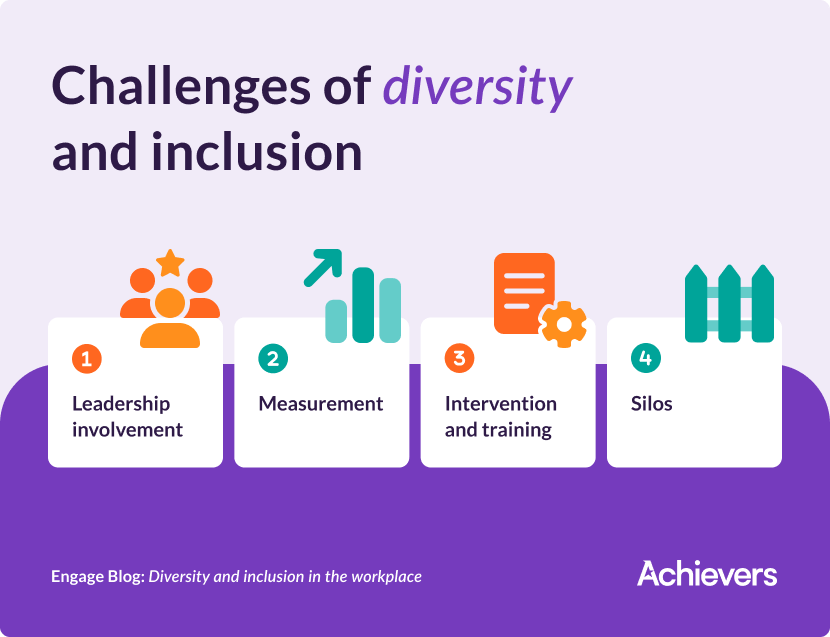 Challenges of diversity
and inclusion
1
Leadership
involvement
2
Measurement
3
Intervention
and training
4
Silos
Engage Blog: Diversity and inclusion in the workplace
Achievers